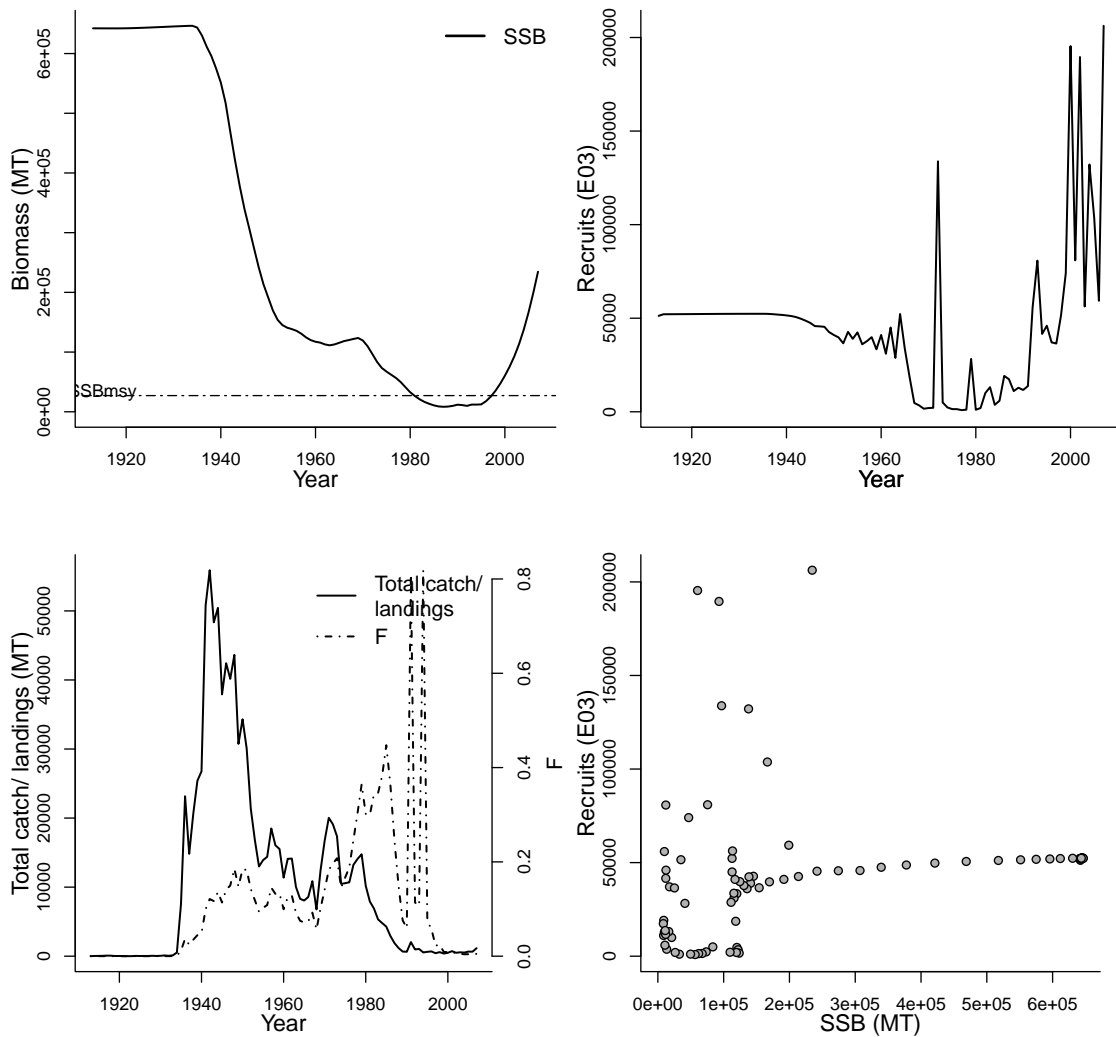 SSB
Biomass (MT)
0e+00 2e+05 4e+05 6e+05
SSBmsy
1920 1940 1960 1980 2000
Year
Recruits (E03)
0 50000 100000 150000 200000
1920 1940 1960 1980 2000
Year
Total catch/
landings
F
Total catch/ landings (MT)
0 10000 20000 30000 40000 50000
0.0 0.2 0.4 0.6 0.8
F
1920 1940 1960 1980 2000
Year
Recruits (E03)
0 50000 100000 150000 200000
0e+00 1e+05 2e+05 3e+05 4e+05 5e+05 6e+05
SSB (MT)